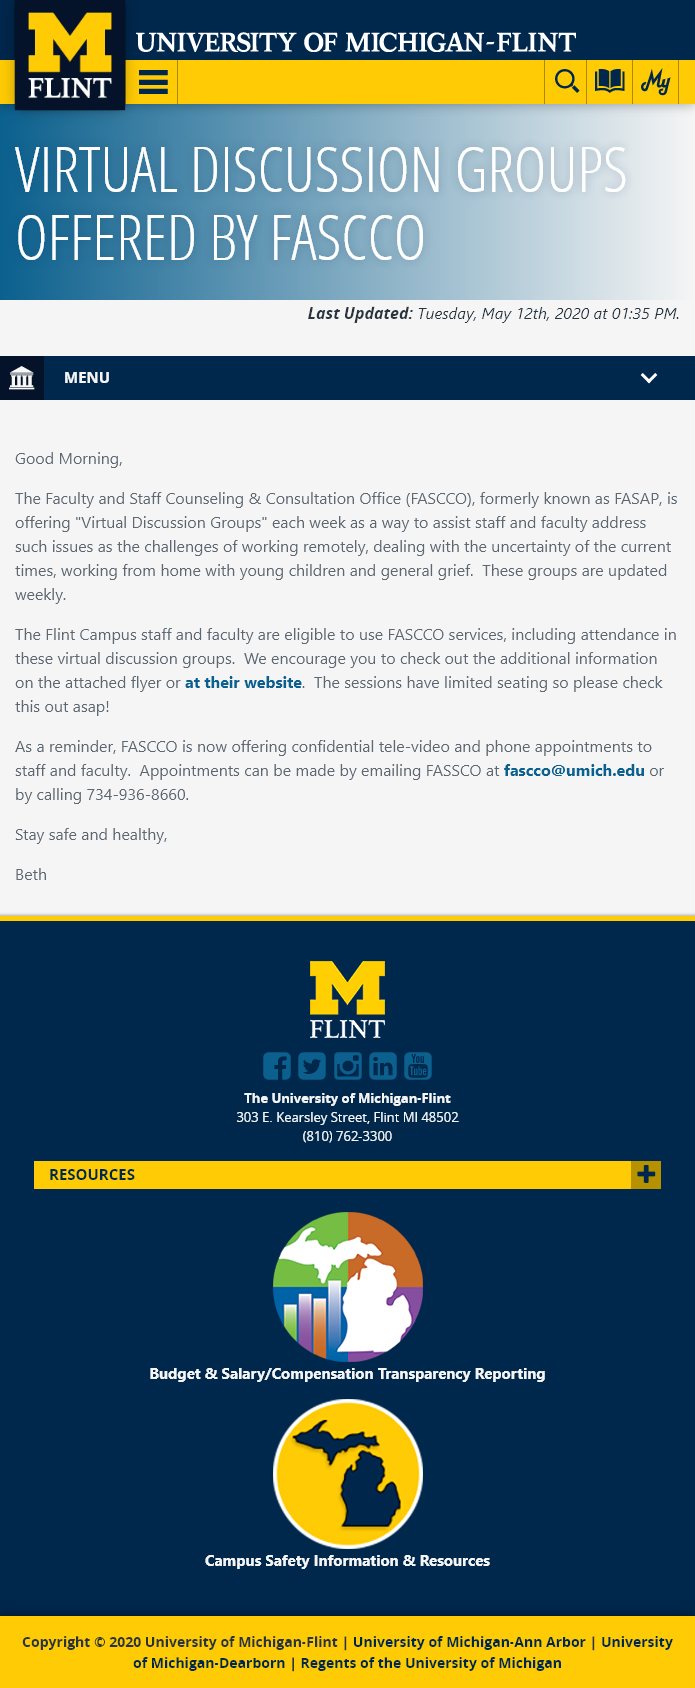 M
FLINT
UNIVERSITY OF MICHIGAN-FLINT
My
VIRTUAL DISCUSSION GROUPS
OFFERED BY FASCCO
Last Updated: Tuesday, May 12th, 2020 at 01:35 PM.
MENU
Good Morning,
The Faculty and Staff Counseling & Consultation Office (FASCCO), formerly known as FASAP, is
offering "Virtual Discussion Groups" each week as a way to assist staff and faculty address
such issues as the challenges of working remotely, dealing with the uncertainty of the current
times, working from home with young children and general grief.  These groups are updated
weekly.
The Flint Campus staff and faculty are eligible to use FASCCO services, including attendance in
these virtual discussion groups.  We encourage you to check out the additional information
on the attached flyer or at their website.  The sessions have limited seating so please check
this out asap!
As a reminder, FASCCO is now offering confidential tele-video and phone appointments to
staff and faculty.  Appointments can be made by emailing FASSCO at fascco@umich.edu or
by calling 734-936-8660.
Stay safe and healthy,
Beth
M
FLINT
You
Tube
The University of Michigan-Flint
303 E. Kearsley Street, Flint MI 48502
(810) 762-3300
RESOURCES
Budget & Salary/Compensation Transparency Reporting
Campus Safety Information & Resources
Copyright © 2020 University of Michigan-Flint | University of Michigan-Ann Arbor | University
of Michigan-Dearborn | Regents of the University of Michigan